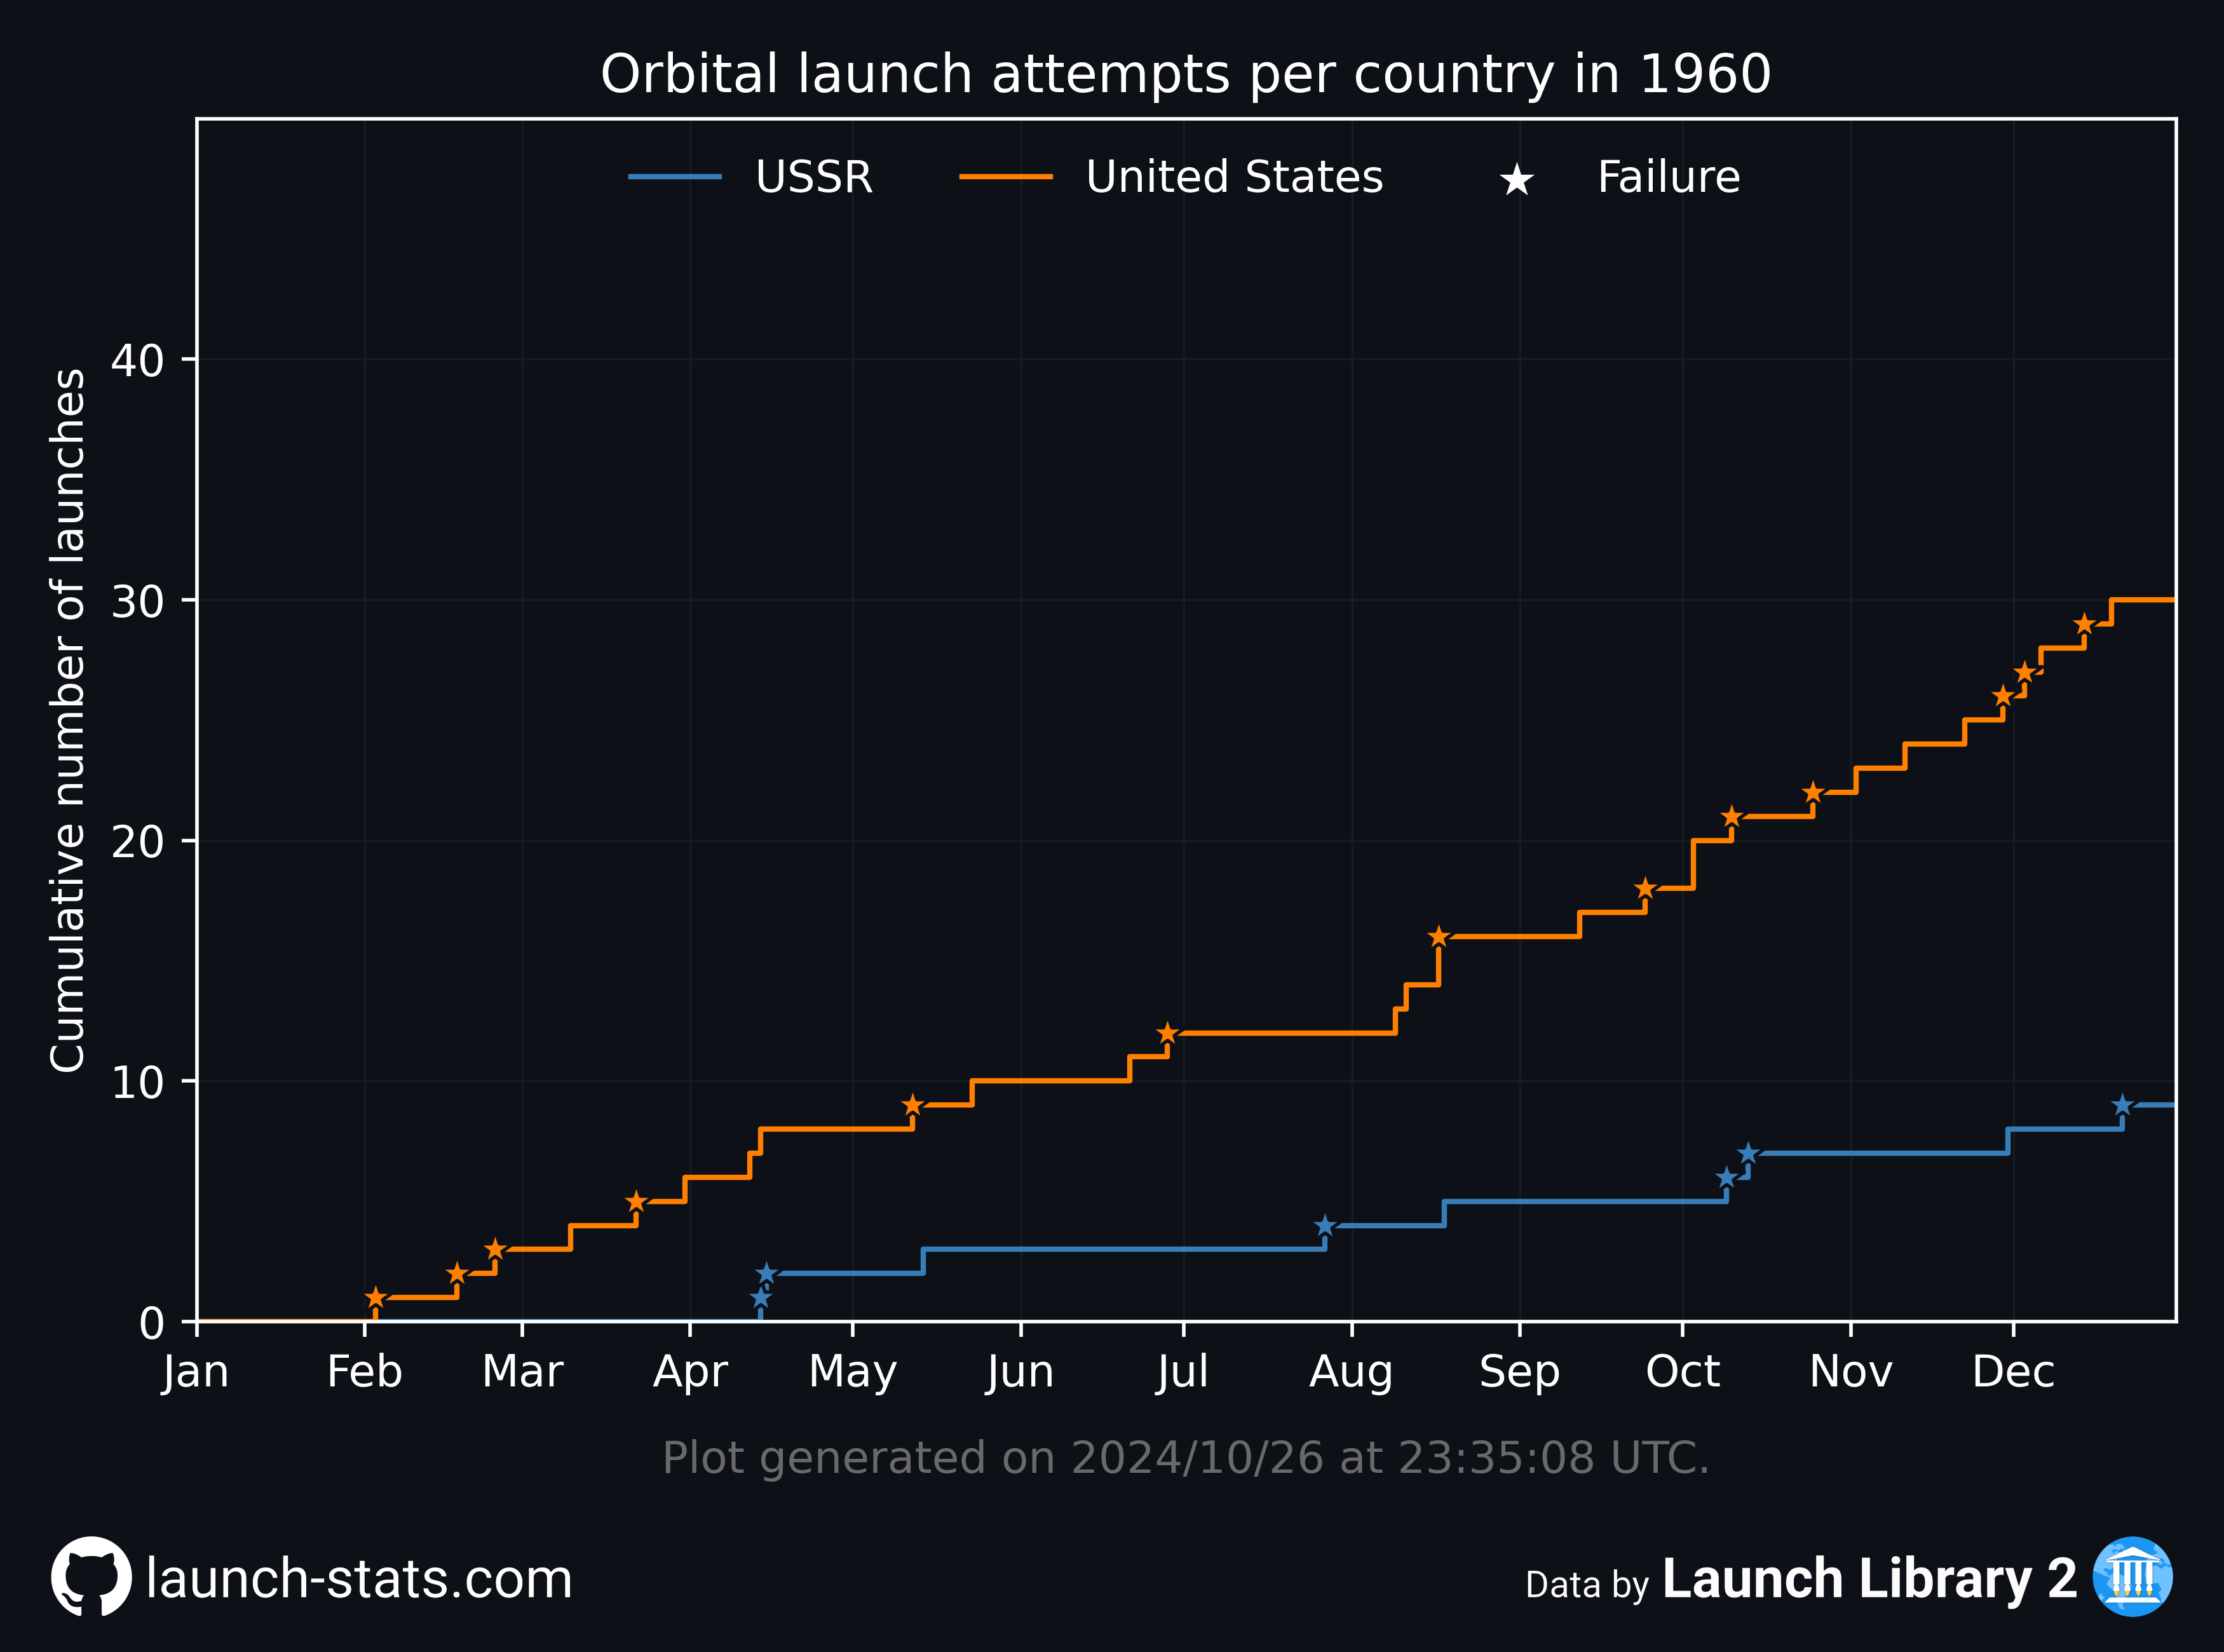 Orbital launch attempts per country in 1960
USSR United States Failure
Cumulative number of launches
40
30
20
10
0
Jan Feb Mar Apr May Jun Jul Aug Sep Oct Nov Dec
Plot generated on 2024/10/26 at 23:35:08 UTC.
launch-stats.com
Data by Launch Library 2